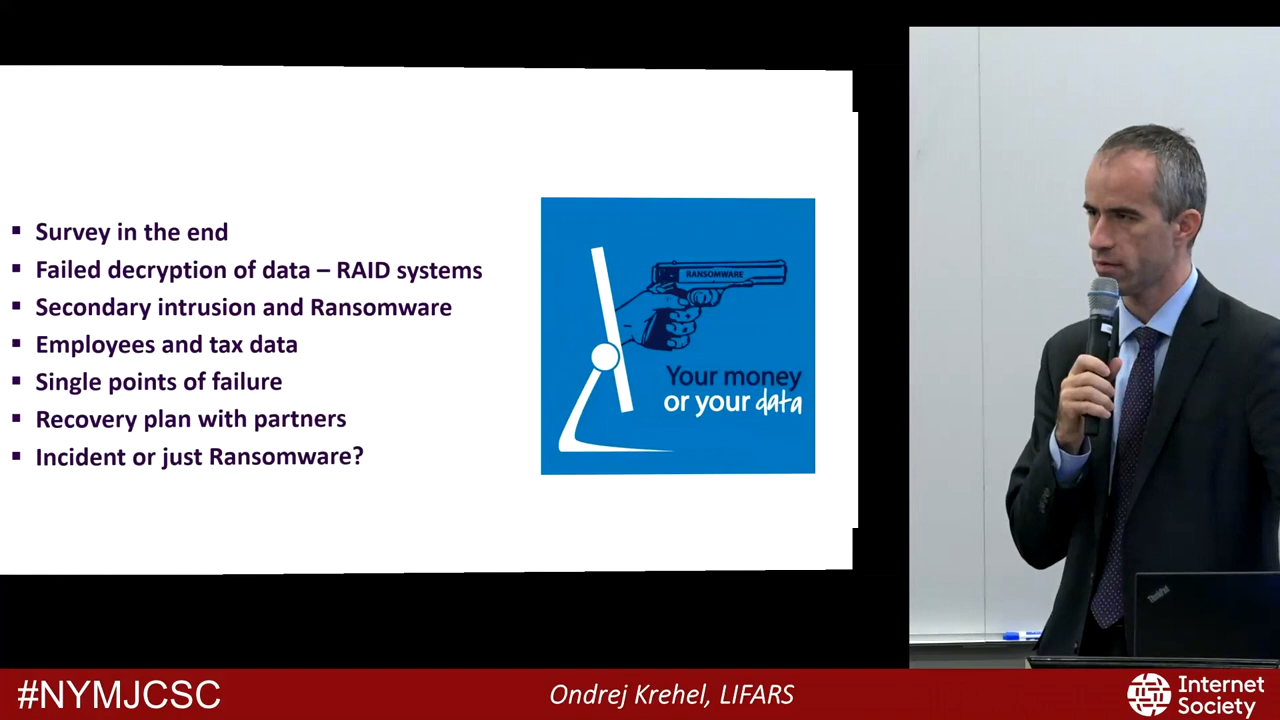 ▪ Survey in the end
▪ Failed decryption of data – RAID systems
▪ Secondary intrusion and Ransomware
▪ Employees and tax data
▪ Single points of failure
▪ Recovery plan with partners
▪ Incident or just Ransomware?
RANSOMWARE
Your money
or your data
ThinkPad
#NYMJCSC
Ondrej Krehel, LIFARS
Internet
Society